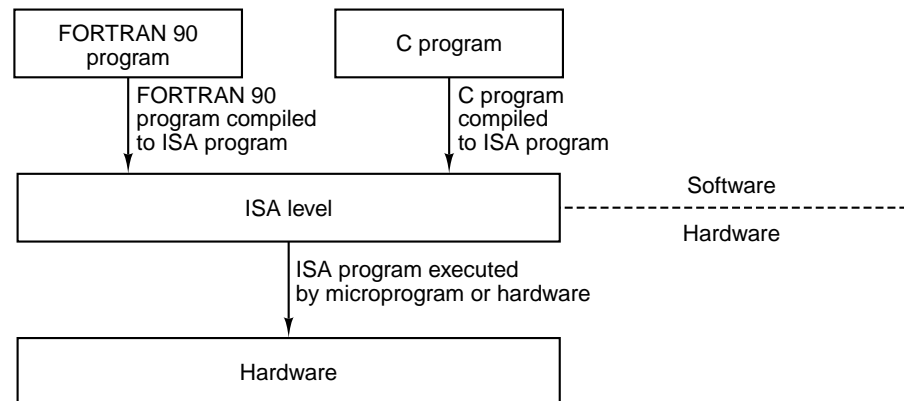 FORTRAN 90
program
C program
FORTRAN 90
program compiled
to ISA program
C program
compiled
to ISA program
ISA level
Software
Hardware
ISA program executed
by microprogram or hardware
Hardware